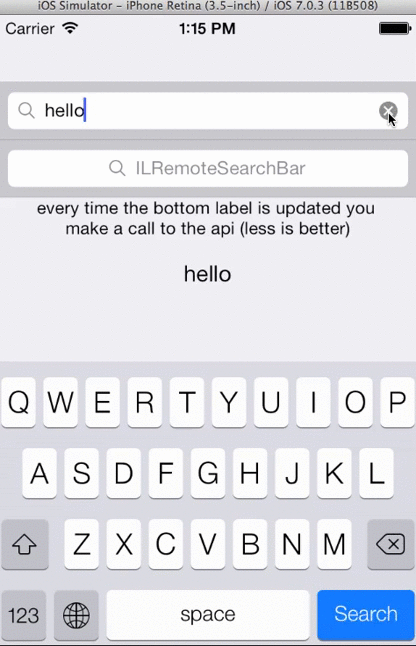 iOS Simulator - iPhone Retina (3.5-inch) / iOS 7.0.3 (11B508)
Carrier 1:15 PM
hello
ILRemoteSearchBar
every time the bottom label is updated you
make a call to the api (less is better)
hello
Q W E R T Y U I O P
A S D F G H J K L
Z X C V B N M
123 space Search